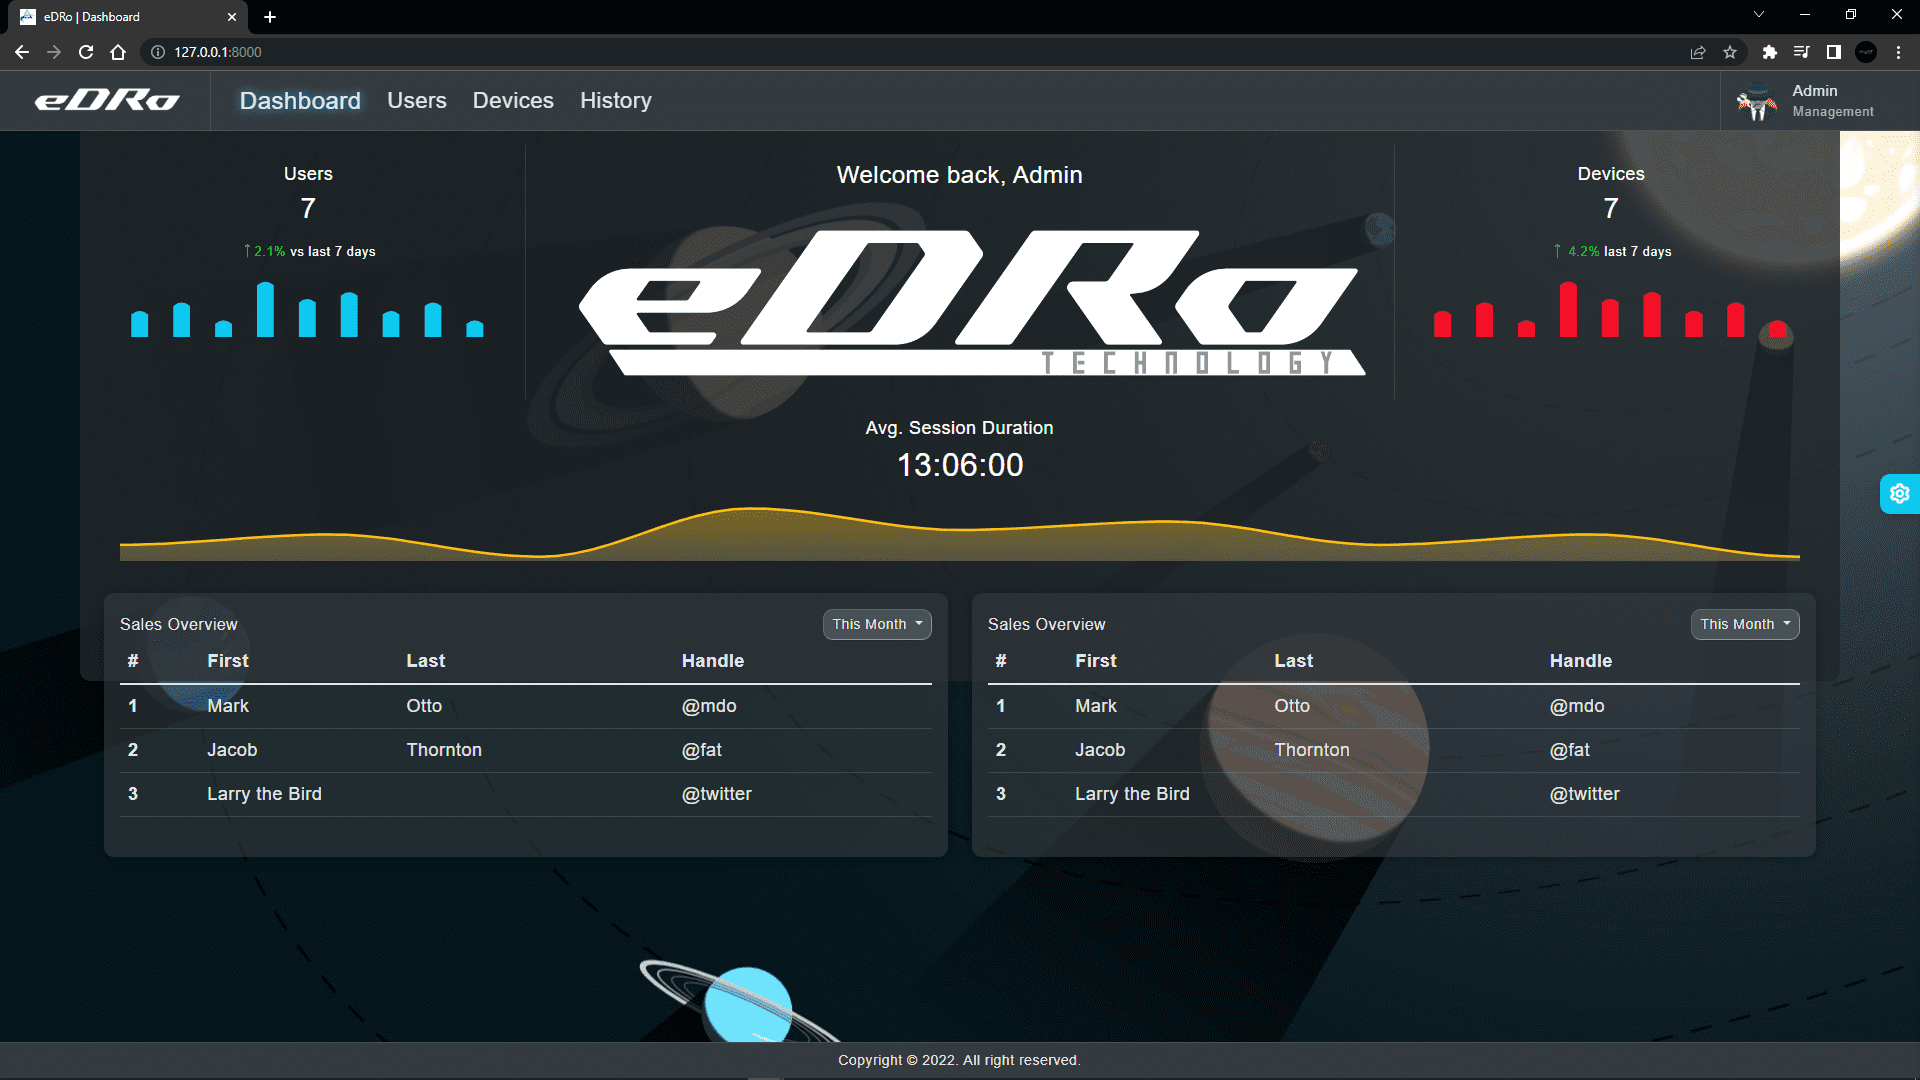 eDRo | Dashboard
127.0.0.1:8000
eDRo
Dashboard Users Devices History
Admin
Management
Users
7
↑2.1% vs last 7 days
Welcome back, Admin
eDRo
TECHNOLOGY
Devices
7
↑ 4.2% last 7 days
Avg. Session Duration
13:06:00
Sales Overview This Month
# First Last Handle
1 Mark Otto @mdo
2 Jacob Thornton @fat
3 Larry the Bird @twitter
Sales Overview This Month
# First Last Handle
1 Mark Otto @mdo
2 Jacob Thornton @fat
3 Larry the Bird @twitter
Copyright © 2022. All right reserved.